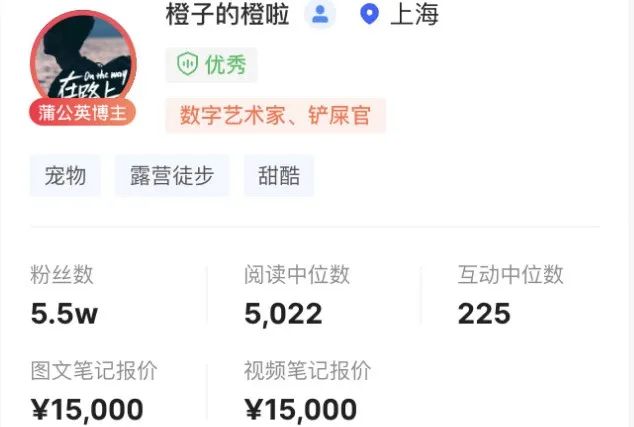 橙子的橙啦 上海
优秀
On the way
在路上
蒲公英博主
数字艺术家、铲屎官
宠物 露营徒步 甜酷
粉丝数 阅读中位数 互动中位数
5.5w 5,022 225
图文笔记报价 视频笔记报价
¥15,000 ¥15,000